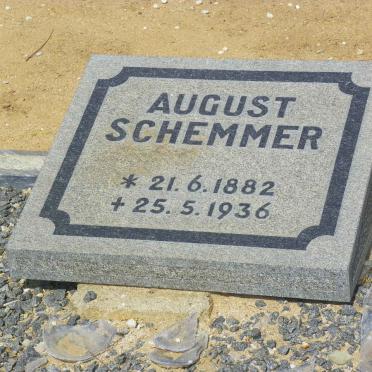 AUGUST
SCHEMMER
* 21.6.1882
+ 25.5.1936